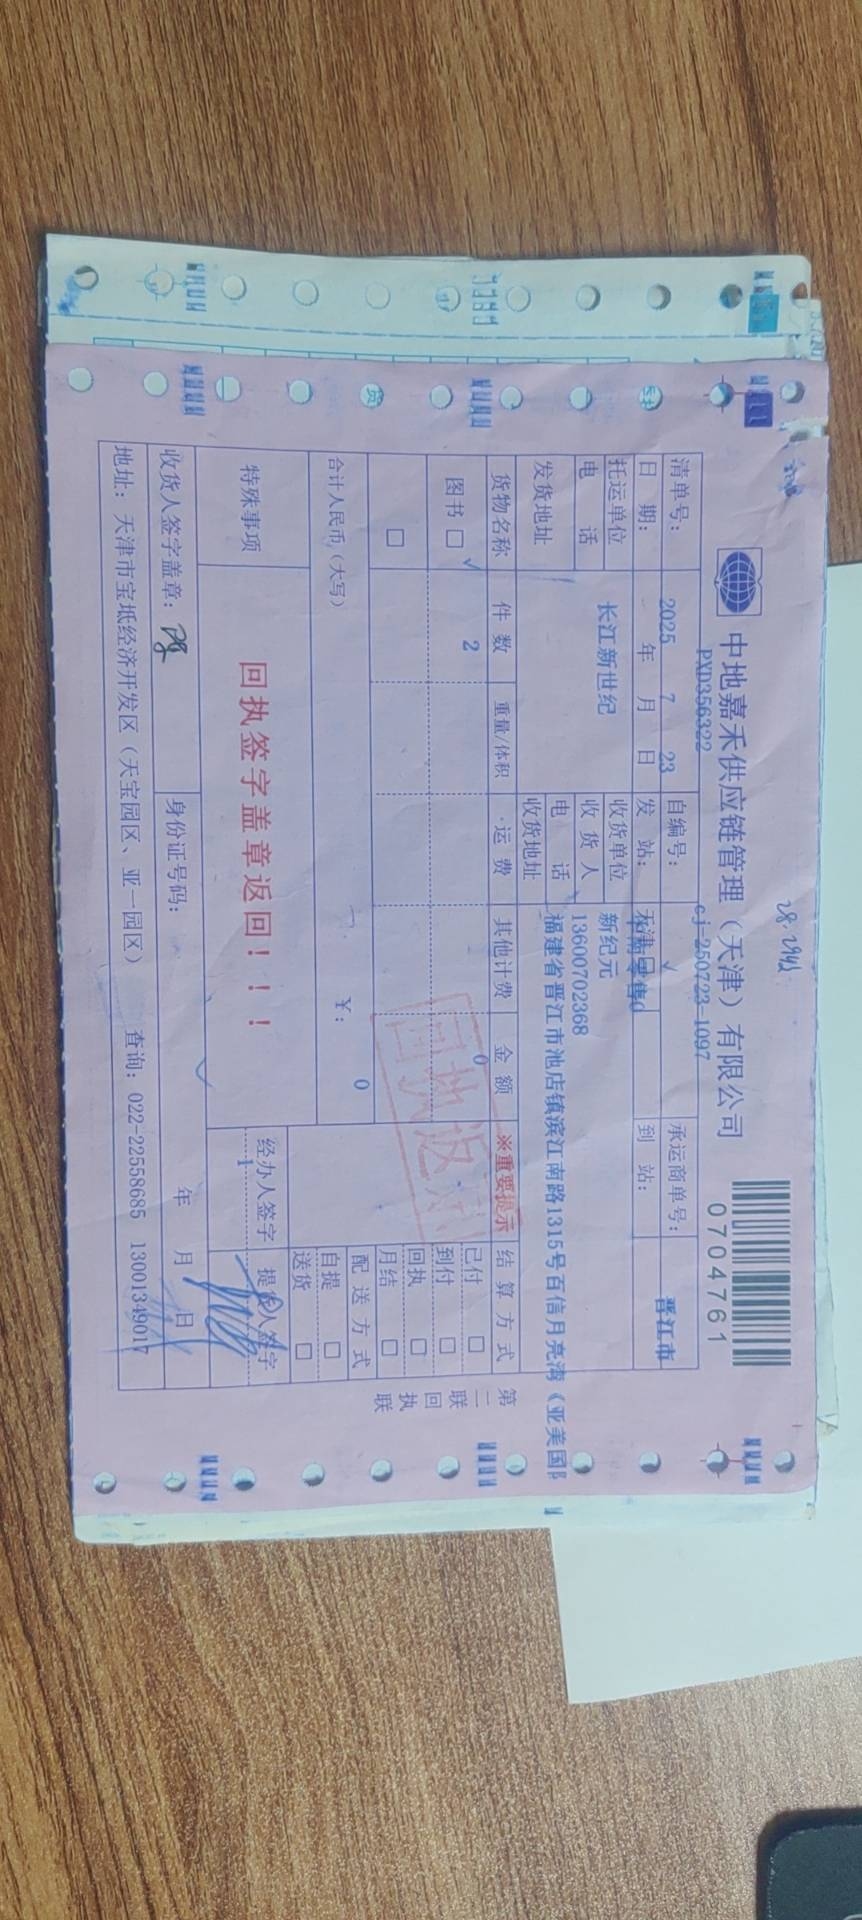 28.29kg
中地嘉禾供应链管理（天津）有限公司
0704761
清单号： PXD356322 自编号： cj-250723-1097 承运商单号：
日 期： 2025 年 7 月 23 日 发 站： 天津 √ 到 站： 晋江市
托运单位 长江新世纪 收货单位
收货人 新纪元
电 话 电 话 13600702368
发货地址 收货地址 福建省晋江市池店镇滨江南路1315号百信月亮湾（亚美国
货物名称 件 数 重量/体积 运 费 其他计费 金 额 ※重要提示 结 算 方 式
图书 □ √ 2 0 已付 □
到付 □
□ 回执 □
月结 □
合计人民币（大写） ¥： 0 配 送 方 式
自提 □
送货 □
特殊事项 回执签字盖章返回！！！ 经办人签字 提货人签字
1
收货人签字盖章： 身份证号码： 年 月 日
地址：天津市宝坻经济开发区（天宝园区、亚一园区） 查询：022-22558685 13001349017
第二联 回执联
回执返